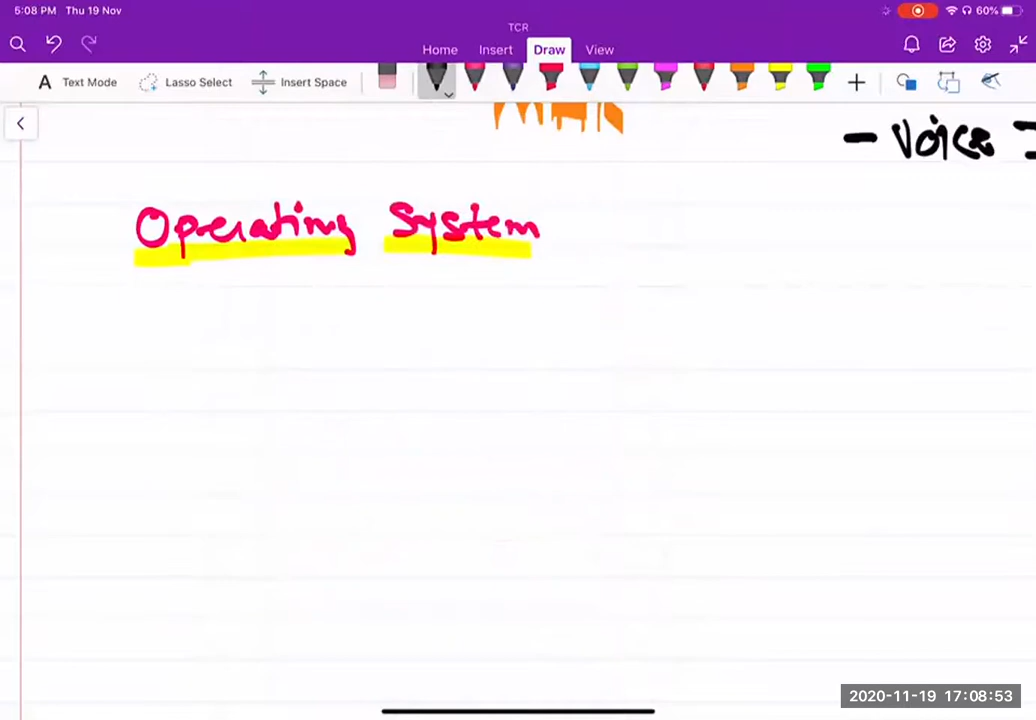 5:08 PM Thu 19 Nov
60%
TCR
Home Insert Draw View
Text Mode Lasso Select Insert Space
- Voice
Operating System
2020-11-19 17:08:53